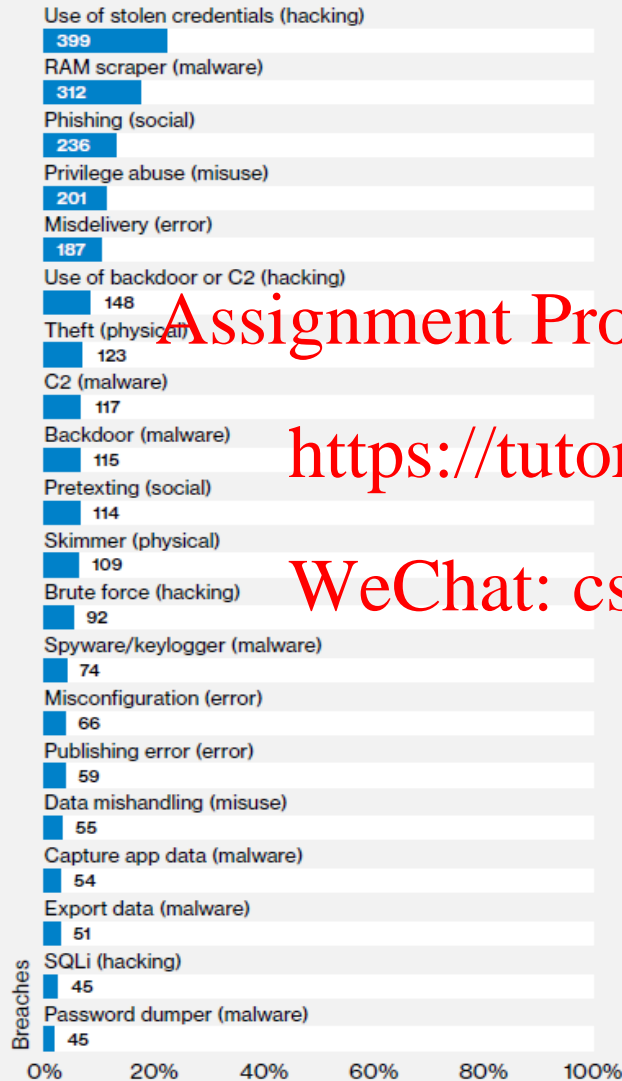 Use of stolen credentials (hacking)
399
RAM scraper (malware)
312
Phishing (social)
236
Privilege abuse (misuse)
201
Misdelivery (error)
187
Use of backdoor or C2 (hacking)
148
Assignment Pro
Theft (physical)
123
C2 (malware)
117
Backdoor (malware)
https://tutor
115
Pretexting (social)
114
Skimmer (physical)
109
WeChat: cs
Brute force (hacking)
92
Spyware/keylogger (malware)
74
Misconfiguration (error)
66
Publishing error (error)
59
Data mishandling (misuse)
55
Capture app data (malware)
54
Export data (malware)
51
SQLi (hacking)
45
Password dumper (malware)
45
Breaches
0% 20% 40% 60% 80% 100%